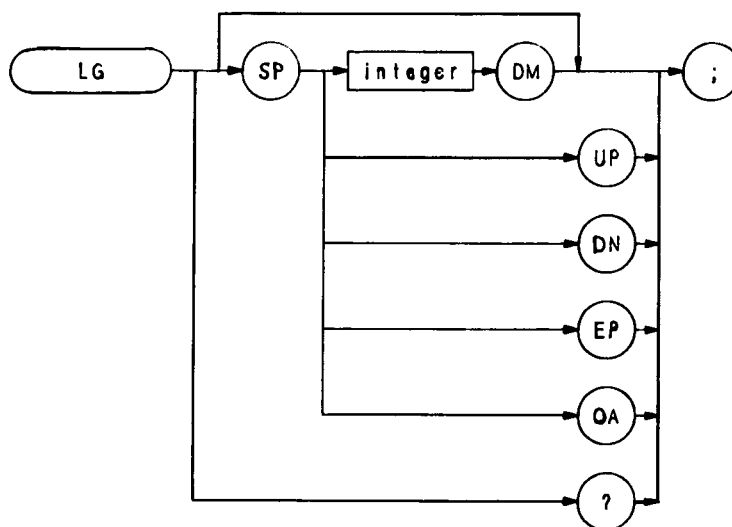 LG SP integer DM ;
UP
DN
EP
OA
?